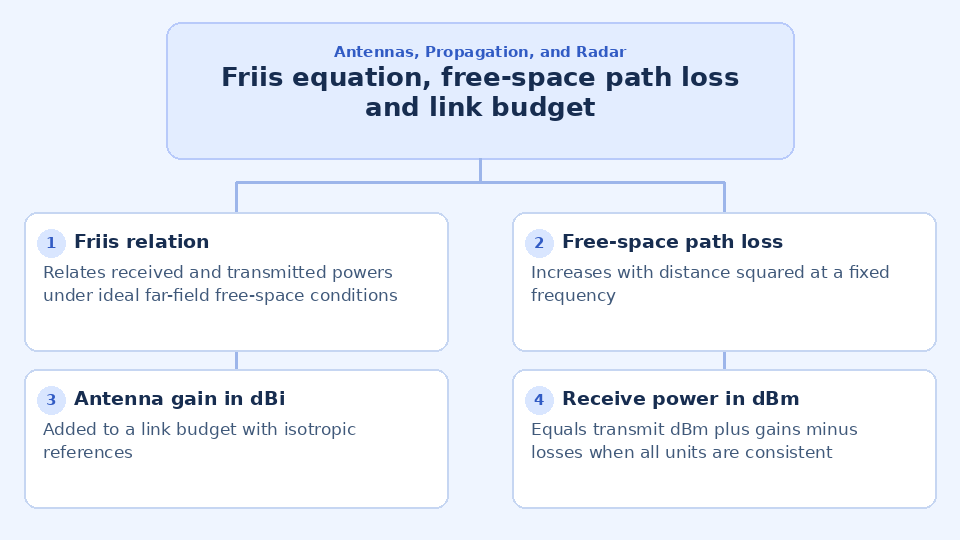 Antennas, Propagation, and Radar
Friis equation, free-space path loss
and link budget
1 Friis relation
Relates received and transmitted powers
under ideal far-field free-space conditions
2 Free-space path loss
Increases with distance squared at a fixed
frequency
3 Antenna gain in dBi
Added to a link budget with isotropic
references
4 Receive power in dBm
Equals transmit dBm plus gains minus
losses when all units are consistent